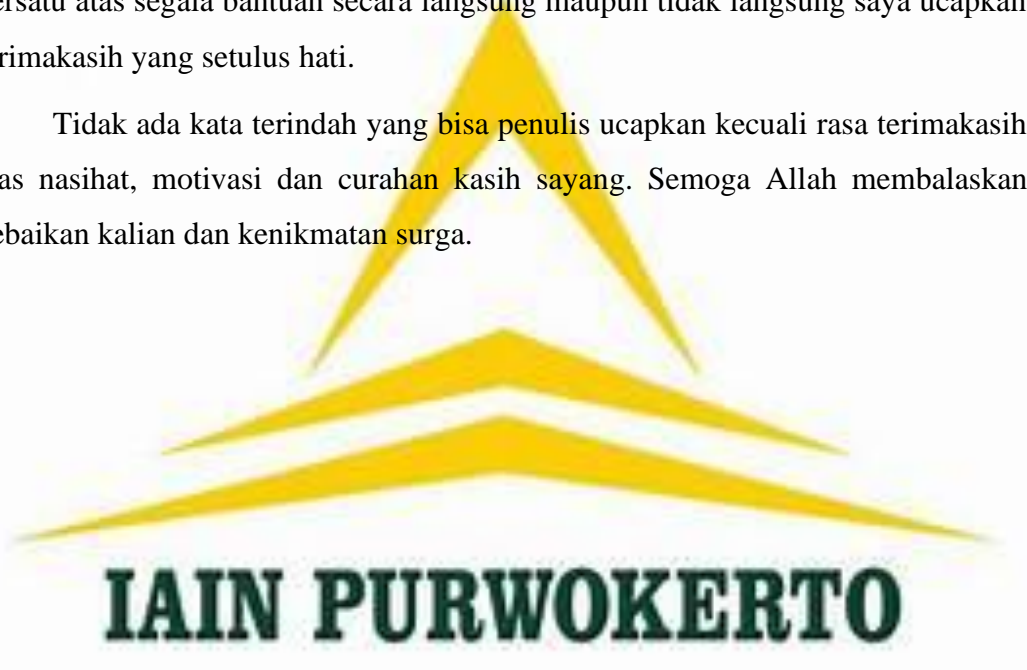 ersatu atas segala bantuan secara langsung maupun tidak langsung saya ucapkan
rimakasih yang setulus hati.
Tidak ada kata terindah yang bisa penulis ucapkan kecuali rasa terimakasih
as nasihat, motivasi dan curahan kasih sayang. Semoga Allah membalaskan
ebaikan kalian dan kenikmatan surga.
IAIN PURWOKERTO